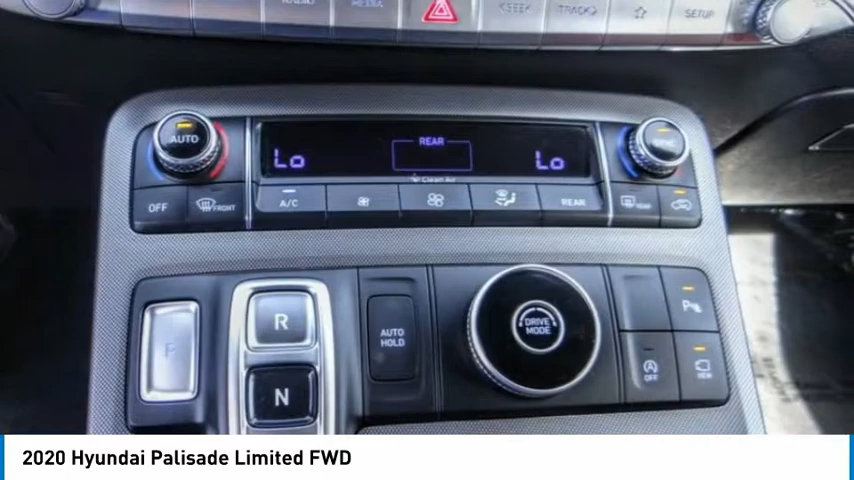 RADIO MEDIA <SEEK TRACK> SETUP
AUTO
REAR
Lo Lo
Clean Air
OFF FRONT A/C REAR REAR
P
R
AUTO HOLD
DRIVE MODE
N
P
OFF
VIEW
2020 Hyundai Palisade Limited FWD